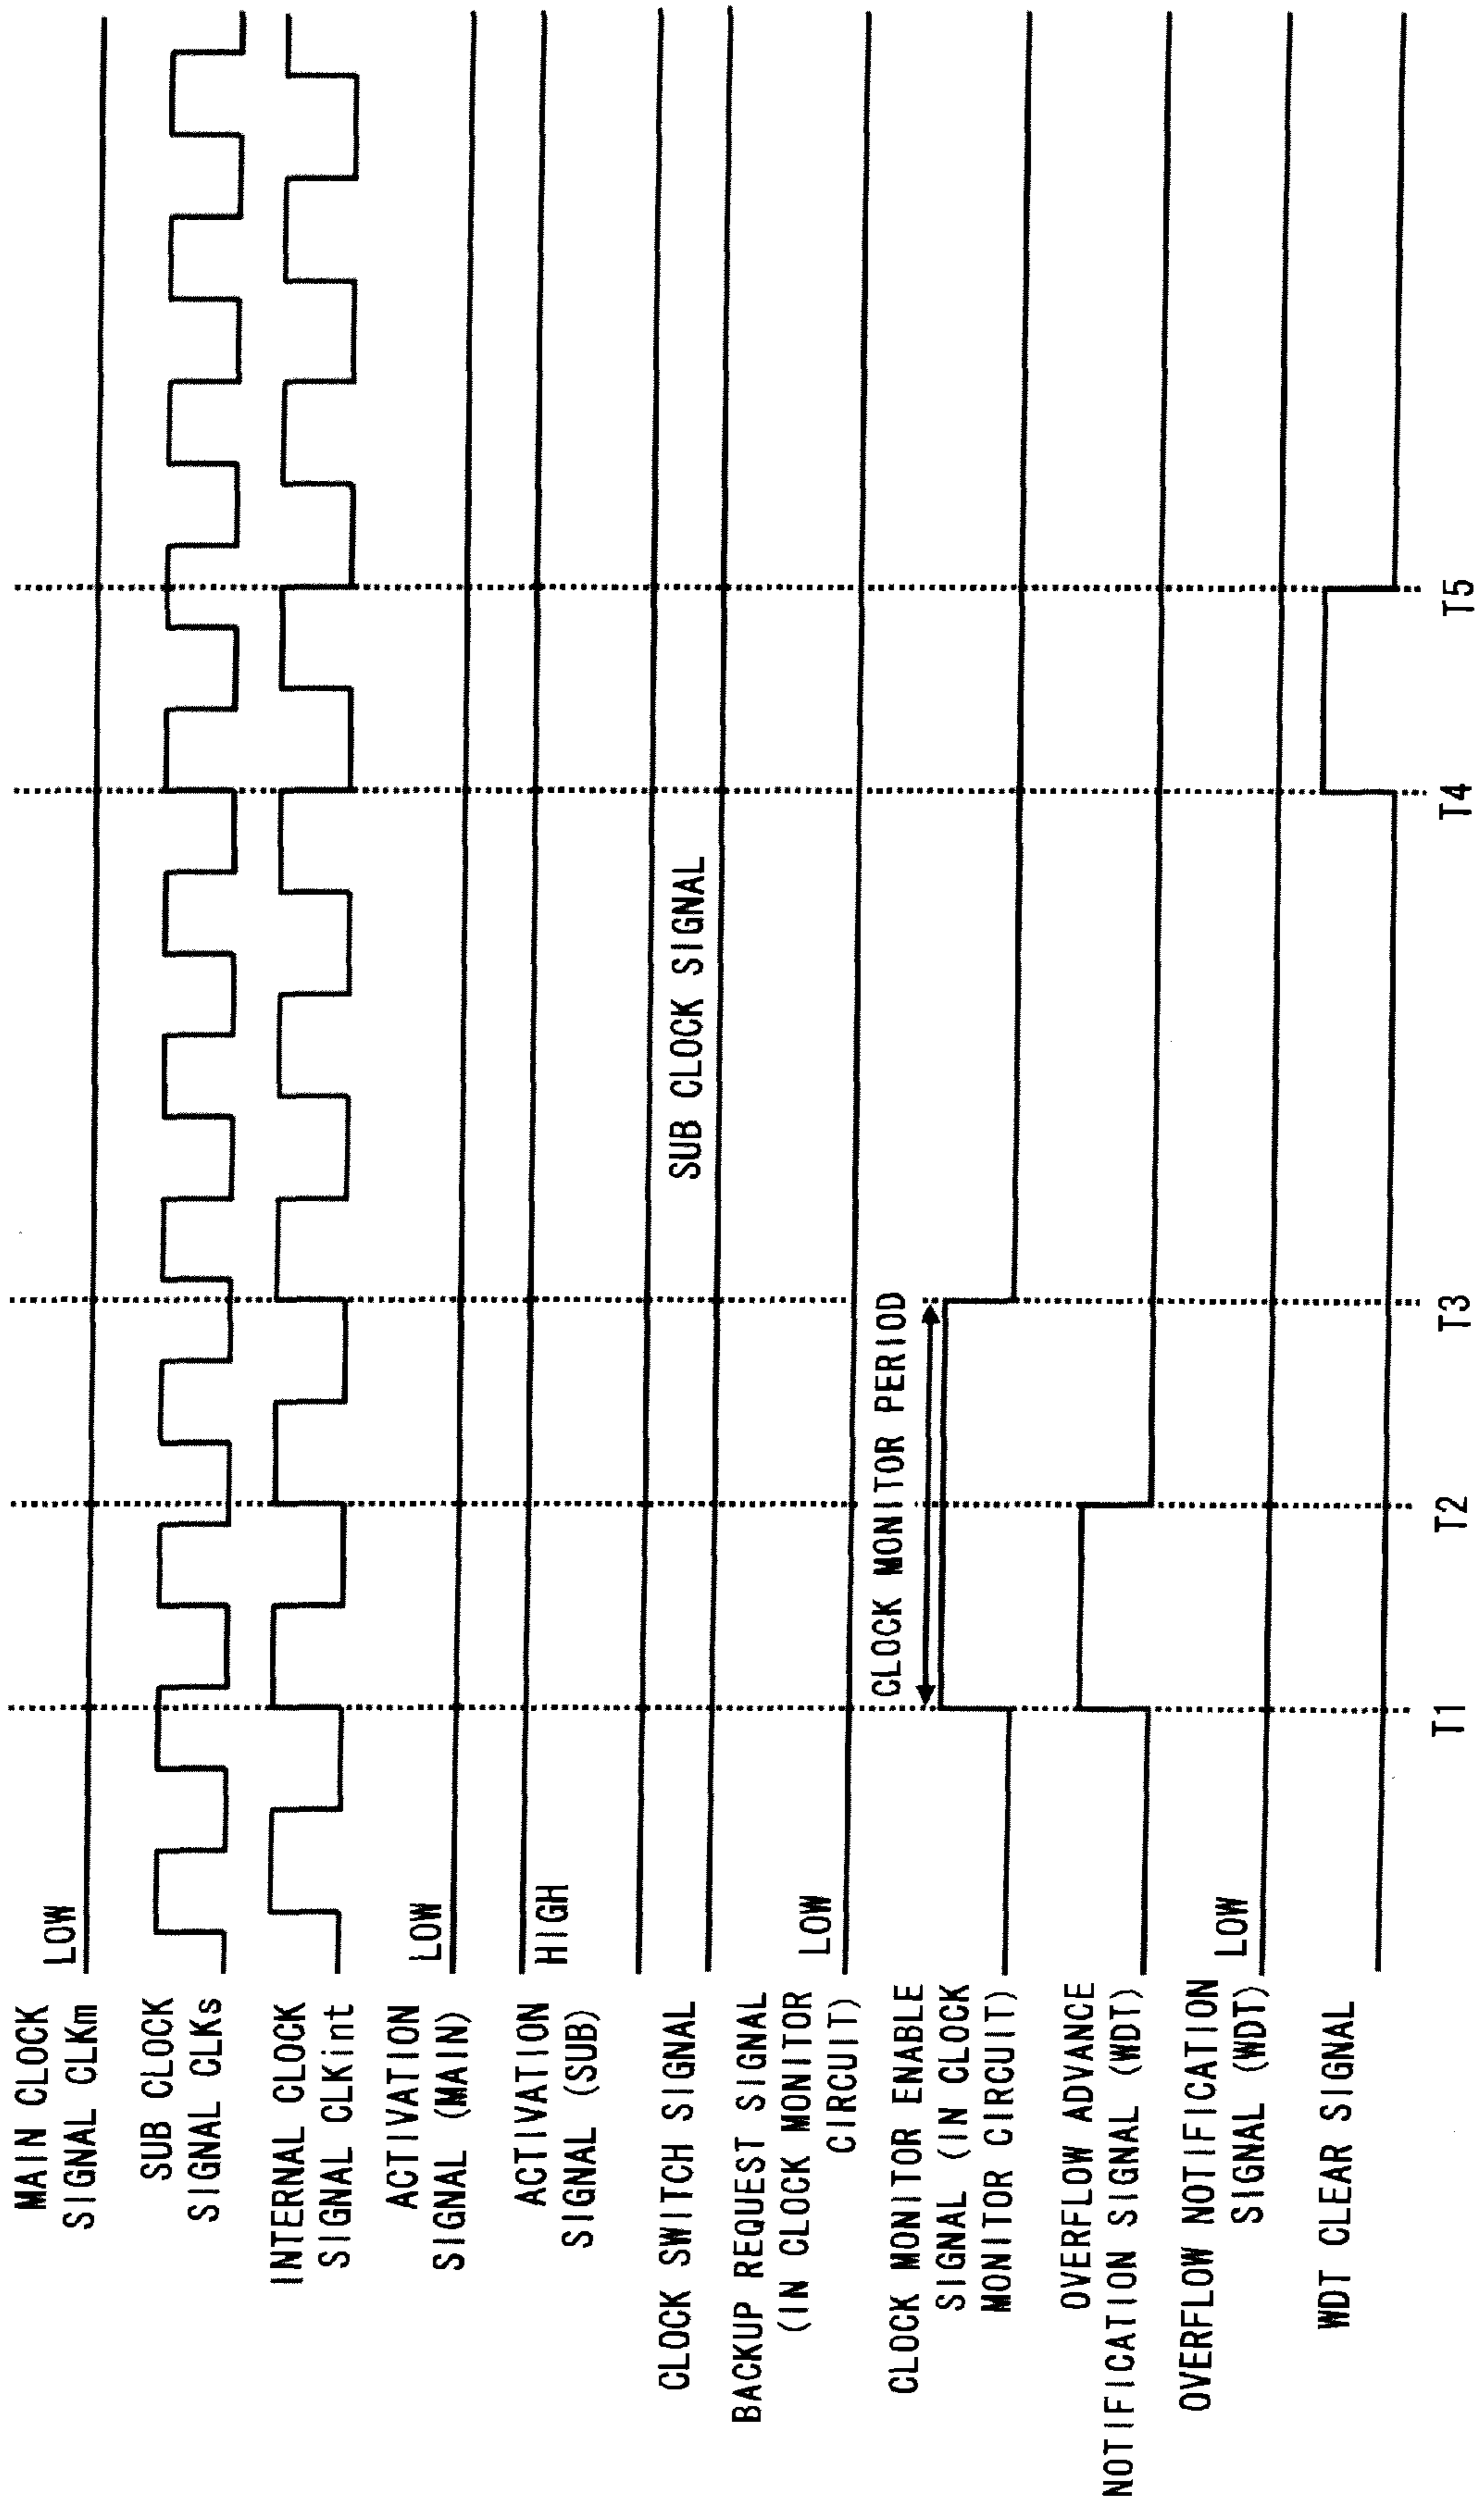 MAIN CLOCK
SIGNAL CLKm
LOW
SUB CLOCK
SIGNAL CLKs
INTERNAL CLOCK
SIGNAL CLKint
ACTIVATION
SIGNAL (MAIN)
LOW
ACTIVATION
SIGNAL (SUB)
HIGH
CLOCK SWITCH SIGNAL
SUB CLOCK SIGNAL
BACKUP REQUEST SIGNAL
(IN CLOCK MONITOR
CIRCUIT)
LOW
CLOCK MONITOR PERIOD
CLOCK MONITOR ENABLE
SIGNAL (IN CLOCK
MONITOR CIRCUIT)
OVERFLOW ADVANCE
NOTIFICATION SIGNAL (WDT)
OVERFLOW NOTIFICATION
SIGNAL (WDT)
LOW
WDT CLEAR SIGNAL
T1
T2
T3
T4
T5